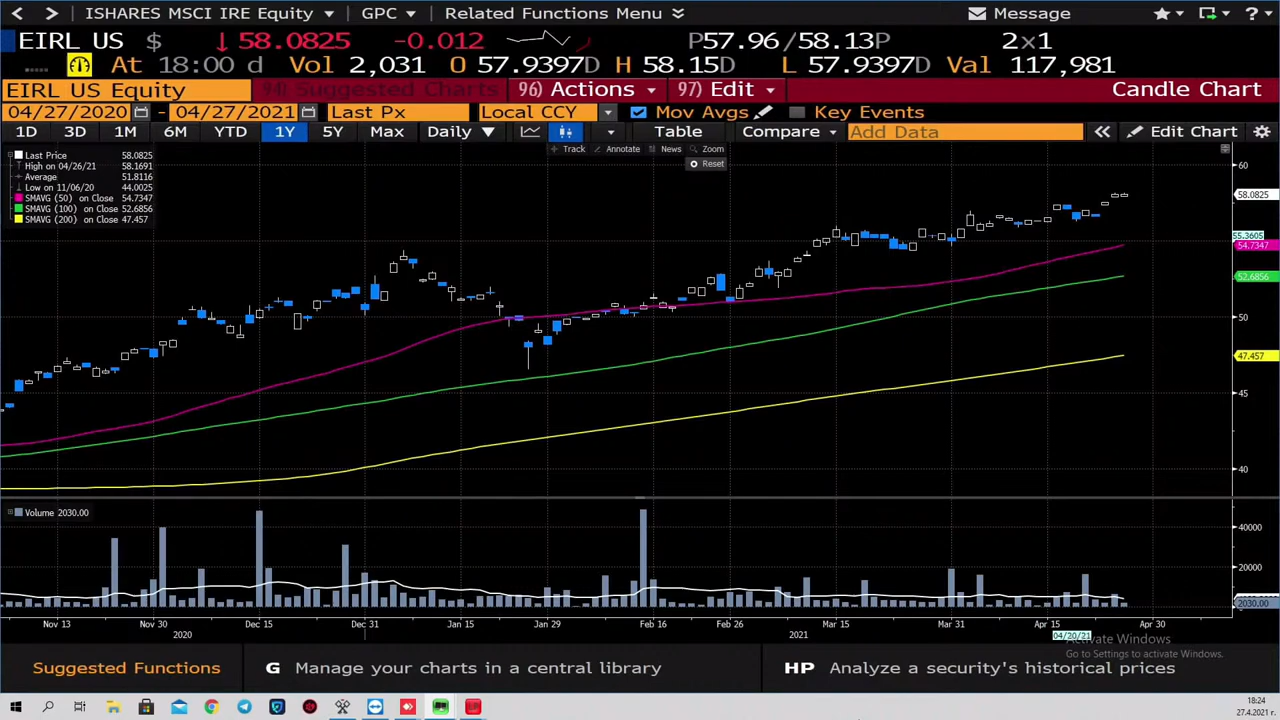 ISHARES MSCI IRE Equity GPC Related Functions Menu Message ?
EIRL US $ ↓58.0825 -0.012 P57.96/58.13P 2×1
At 18:00 d Vol 2,031 O 57.9397D H 58.15D L 57.9397D Val 117,981
EIRL US Equity 94) Suggested Charts 96) Actions 97) Edit Candle Chart
04/27/2020 - 04/27/2021 Last Px Local CCY Mov Avgs Key Events
1D 3D 1M 6M YTD 1Y 5Y Max Daily ▼ Table Compare Add Data Edit Chart
Track Annotate News Zoom
Reset
Last Price 58.0825
High on 04/26/21 58.1691
Average 51.8116
Low on 11/06/20 44.0025
SMAVG (50) on Close 54.7347
SMAVG (100) on Close 52.6856
SMAVG (200) on Close 47.457
60
58.0825
55.3605
54.7347
52.6856
50
47.457
45
40
Volume 2030.00
40000
20000
2030.00
Nov 13 Nov 30 Dec 15 Dec 31 Jan 15 Jan 29 Feb 16 Feb 26 Mar 15 Mar 31 Apr 15 Apr 30
2020 2021 04/20/21
Activate Windows
Go to Settings to activate Windows.
Suggested Functions G Manage your charts in a central library HP Analyze a security's historical prices
18:24
27.4.2021 г.